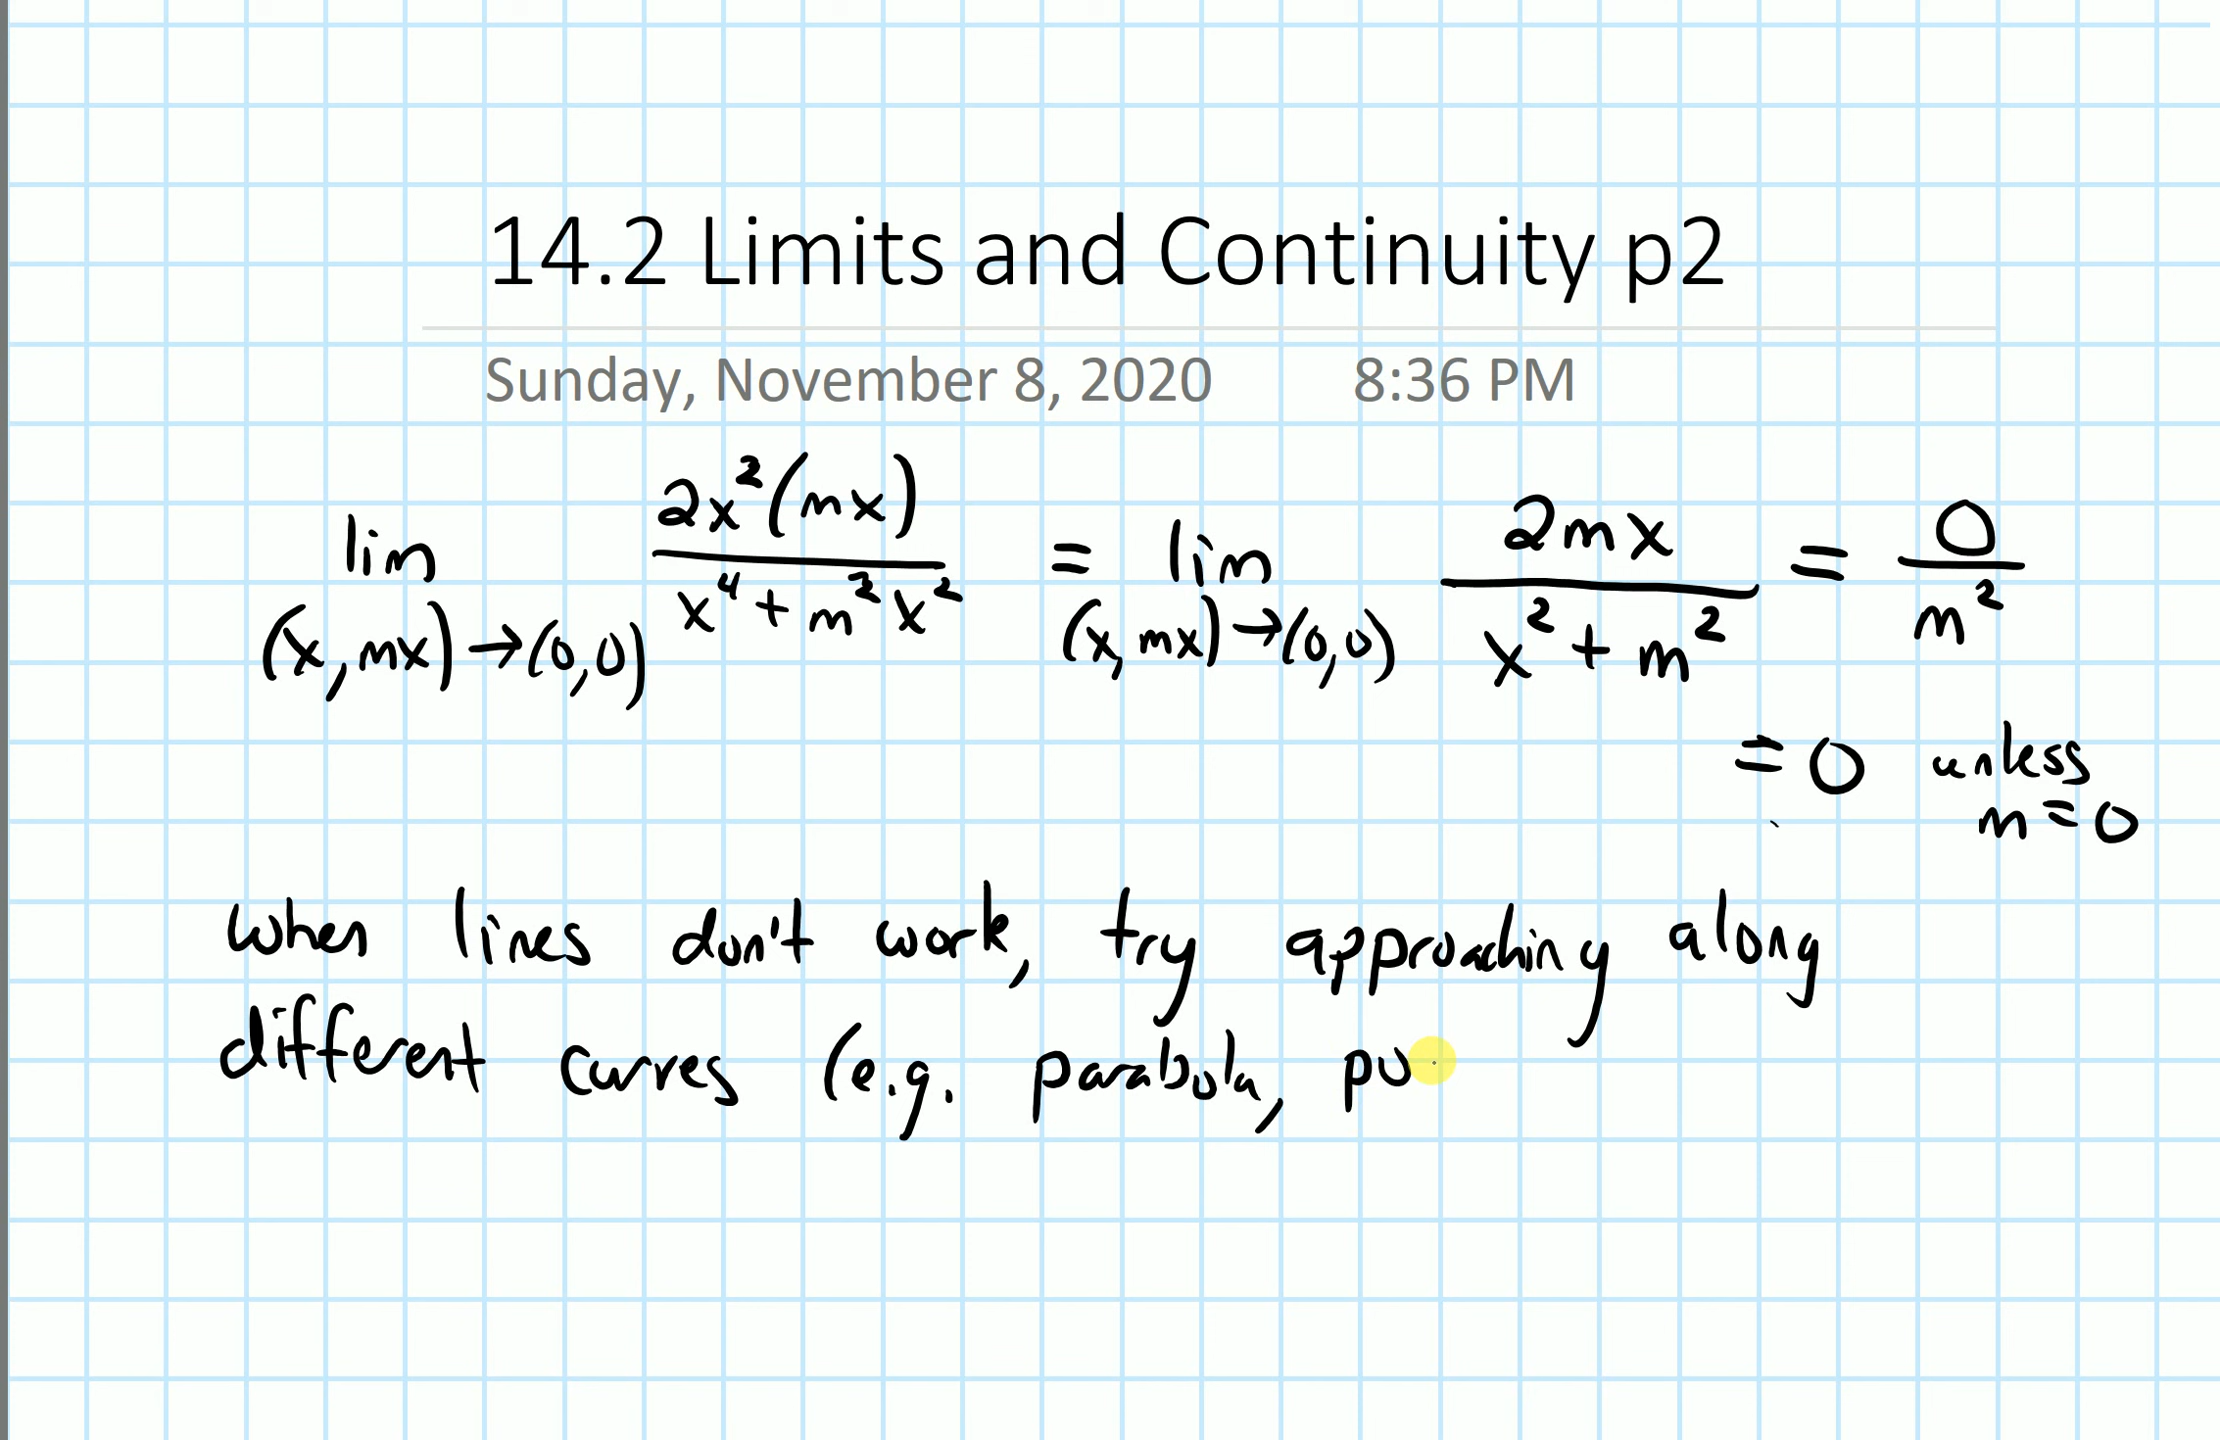 14.2 Limits and Continuity p2
Sunday, November 8, 2020 8:36 PM
lim (x, mx) → (0,0) 2x²(mx) / x⁴ + m²x² = lim (x, mx) → (0,0) 2mx / x² + m² = 0 / m²
= 0 unless
m = 0
When lines don't work, try approaching along
different curves (e.g. parabola, po